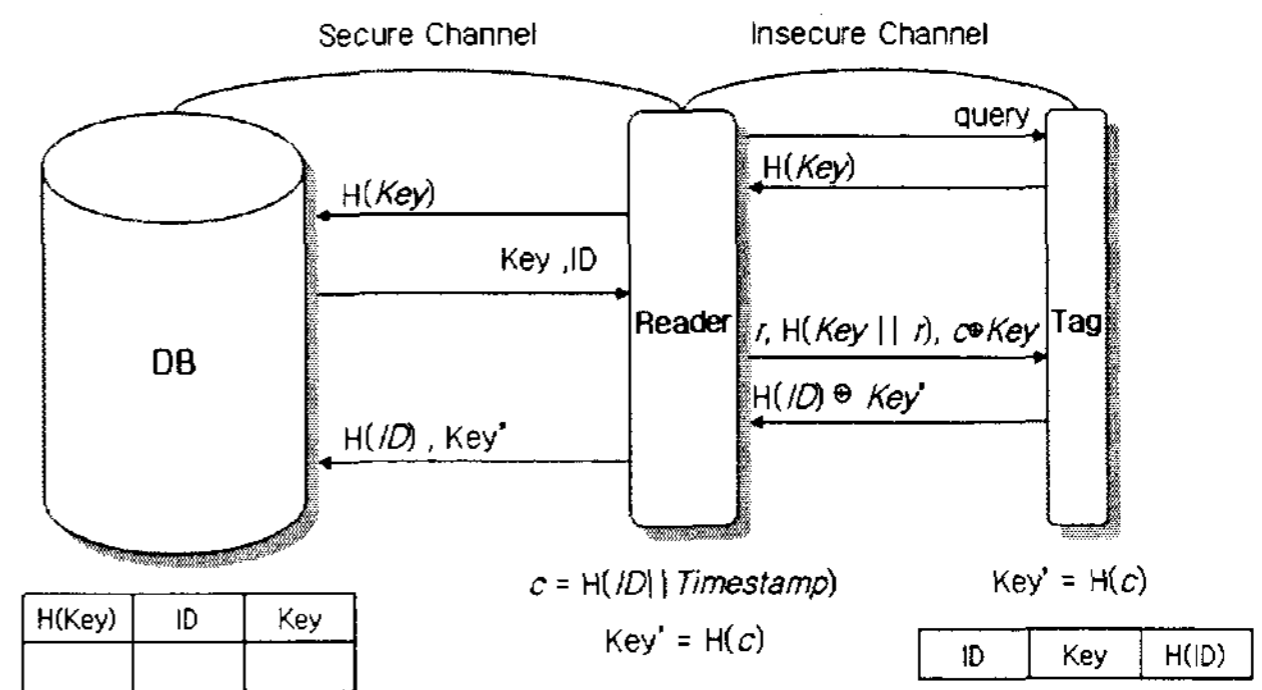 Secure Channel
Insecure Channel
query
H(Key)
H(Key)
Key ,ID
DB
Reader
Tag
r, H(Key || r), c⊕Key
H(ID) ⊕ Key'
H(ID) , Key'
c = H(ID||Timestamp)
Key' = H(c)
Key' = H(c)
H(Key) ID Key
ID Key H(ID)